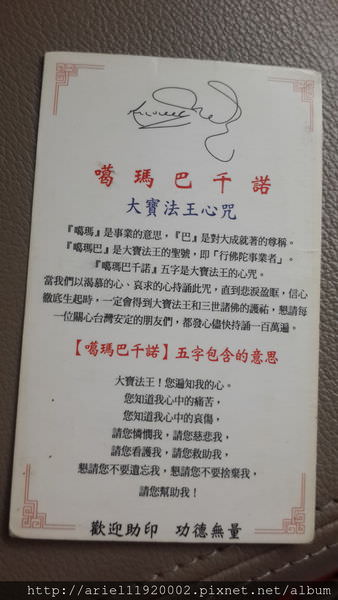 噶瑪巴千諾
大寶法王心咒
『噶瑪』是事業的意思,『巴』是對大成就著的尊稱。
『噶瑪巴』是大寶法王的聖號,即「行佛陀事業者」。
『噶瑪巴千諾』五字是大寶法王的心咒。
當我們以渴慕的心、哀求的心持誦此咒,直到悲淚盈眶,信心
徹底生起時,一定會得到大寶法王和三世諸佛的護祐,懇請每
一位關心台灣安定的朋友們,都發心儘快持誦一百萬遍。
【噶瑪巴千諾】五字包含的意思
大寶法王!您遍知我的心。
您知道我心中的痛苦,
您知道我心中的哀傷,
請您憐憫我,請您慈悲我,
請您看護我,請您救助我,
懇請您不要遺忘我,懇請您不要捨棄我,
請您幫助我!
歡迎助印 功德無量
http://ariel11920002.pixnet.net/album